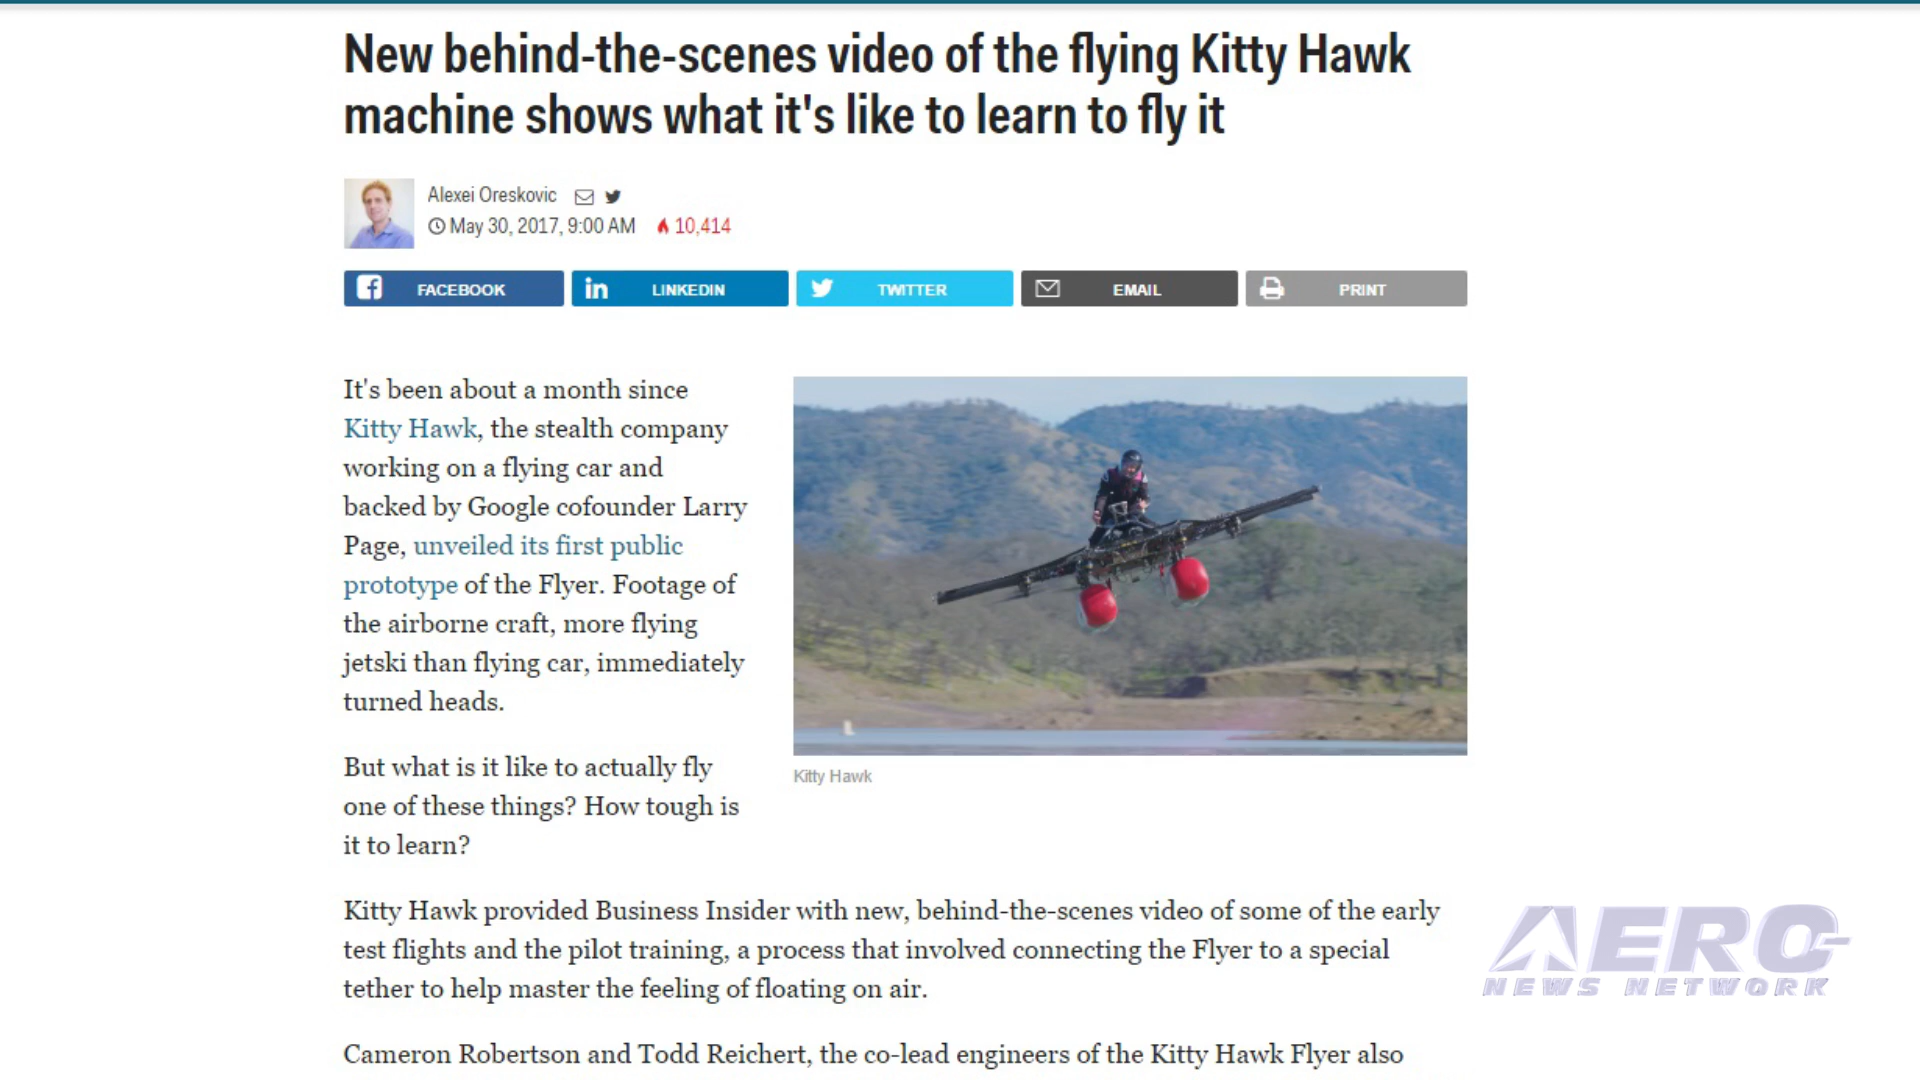 New behind-the-scenes video of the flying Kitty Hawk
machine shows what it's like to learn to fly it
Alexei Oreskovic
May 30, 2017, 9:00 AM 10,414
FACEBOOK
LINKEDIN
TWITTER
EMAIL
PRINT
It's been about a month since
Kitty Hawk, the stealth company
working on a flying car and
backed by Google cofounder Larry
Page, unveiled its first public
prototype of the Flyer. Footage of
the airborne craft, more flying
jetski than flying car, immediately
turned heads.
But what is it like to actually fly
one of these things? How tough is
it to learn?
Kitty Hawk
Kitty Hawk provided Business Insider with new, behind-the-scenes video of some of the early
test flights and the pilot training, a process that involved connecting the Flyer to a special
tether to help master the feeling of floating on air.
Cameron Robertson and Todd Reichert, the co-lead engineers of the Kitty Hawk Flyer also
AERO
NEWS NETWORK